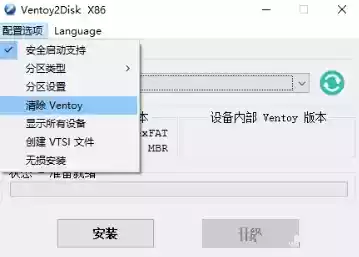 Ventoy2Disk X86
配置选项 Language
安全启动支持
分区类型
分区设置
清除 Ventoy
显示所有设备
创建 VTSI 文件
无损安装
本
设备内部 Ventoy 版本
xFAT
MBR
状态 - 准备就绪
安装
升级